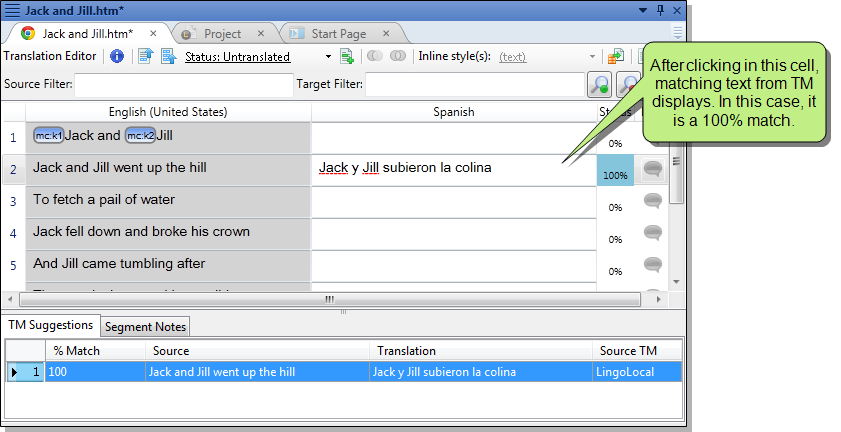 Jack and Jill.htm*
Jack and Jill.htm* Project Start Page
Translation Editor Status: Untranslated Inline style(s): (text)
Source Filter: Target Filter:
After clicking in this cell,
matching text from TM
displays. In this case, it
is a 100% match.
English (United States) Spanish
1 mc:k1 Jack and mc:k2 Jill 0%
2 Jack and Jill went up the hill Jack y Jill subieron la colina 100%
3 To fetch a pail of water 0%
4 Jack fell down and broke his crown 0%
5 And Jill came tumbling after 0%
TM Suggestions Segment Notes
% Match Source Translation Source TM
1 100 Jack and Jill went up the hill Jack y Jill subieron la colina LingoLocal